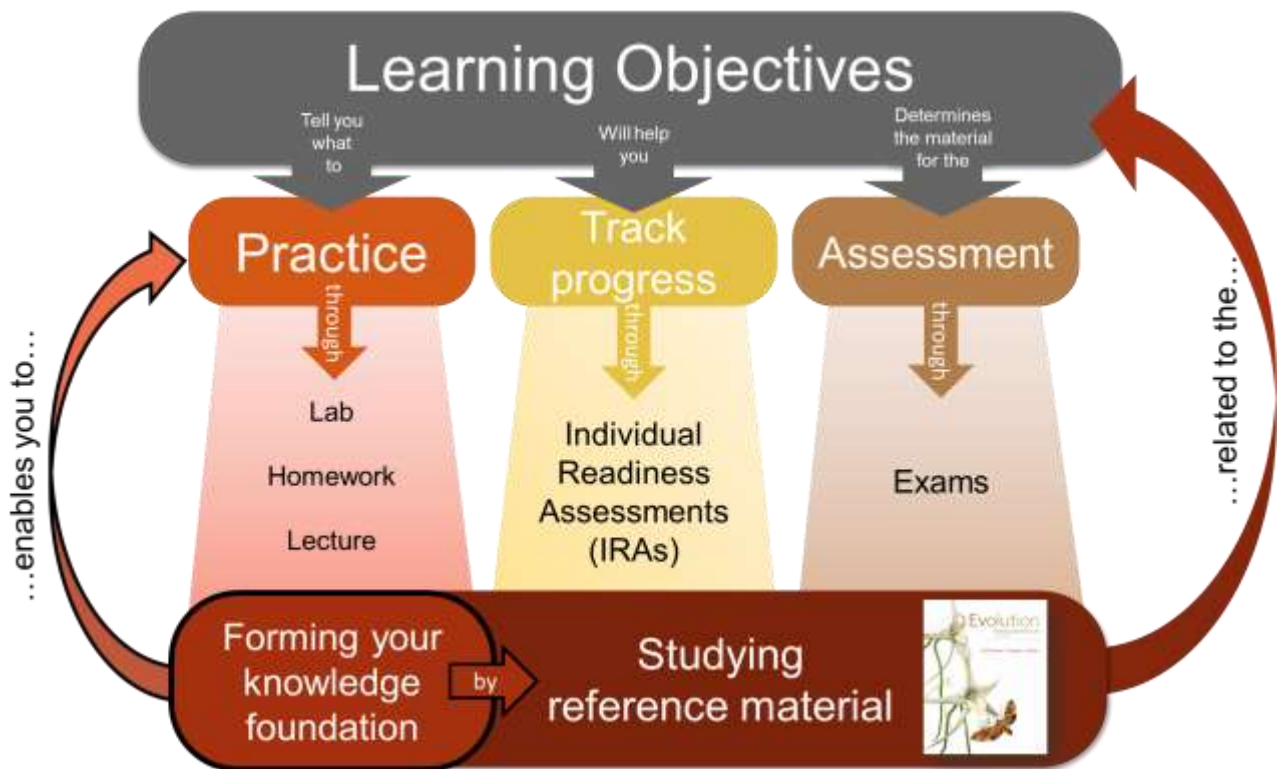 Learning Objectives
Tell you
what
to
Will help
you
Determines
the material
for the
Practice
Track
progress
Assessment
through
through
through
Lab
Homework
Lecture
Individual
Readiness
Assessments
(IRAs)
Exams
…enables you to…
…related to the…
Forming your
knowledge
foundation
by
Studying
reference material
Evolution